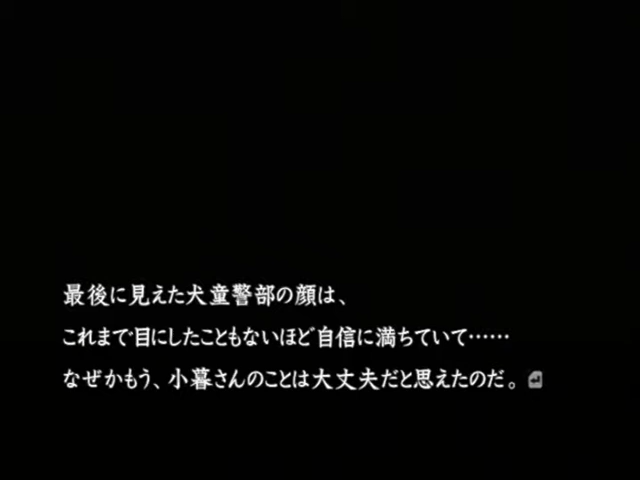 最後に見えた犬童警部の顔は、
これまで目にしたこともないほど自信に満ちていて……
なぜかもう、小暮さんのことは大丈夫だと思えたのだ。